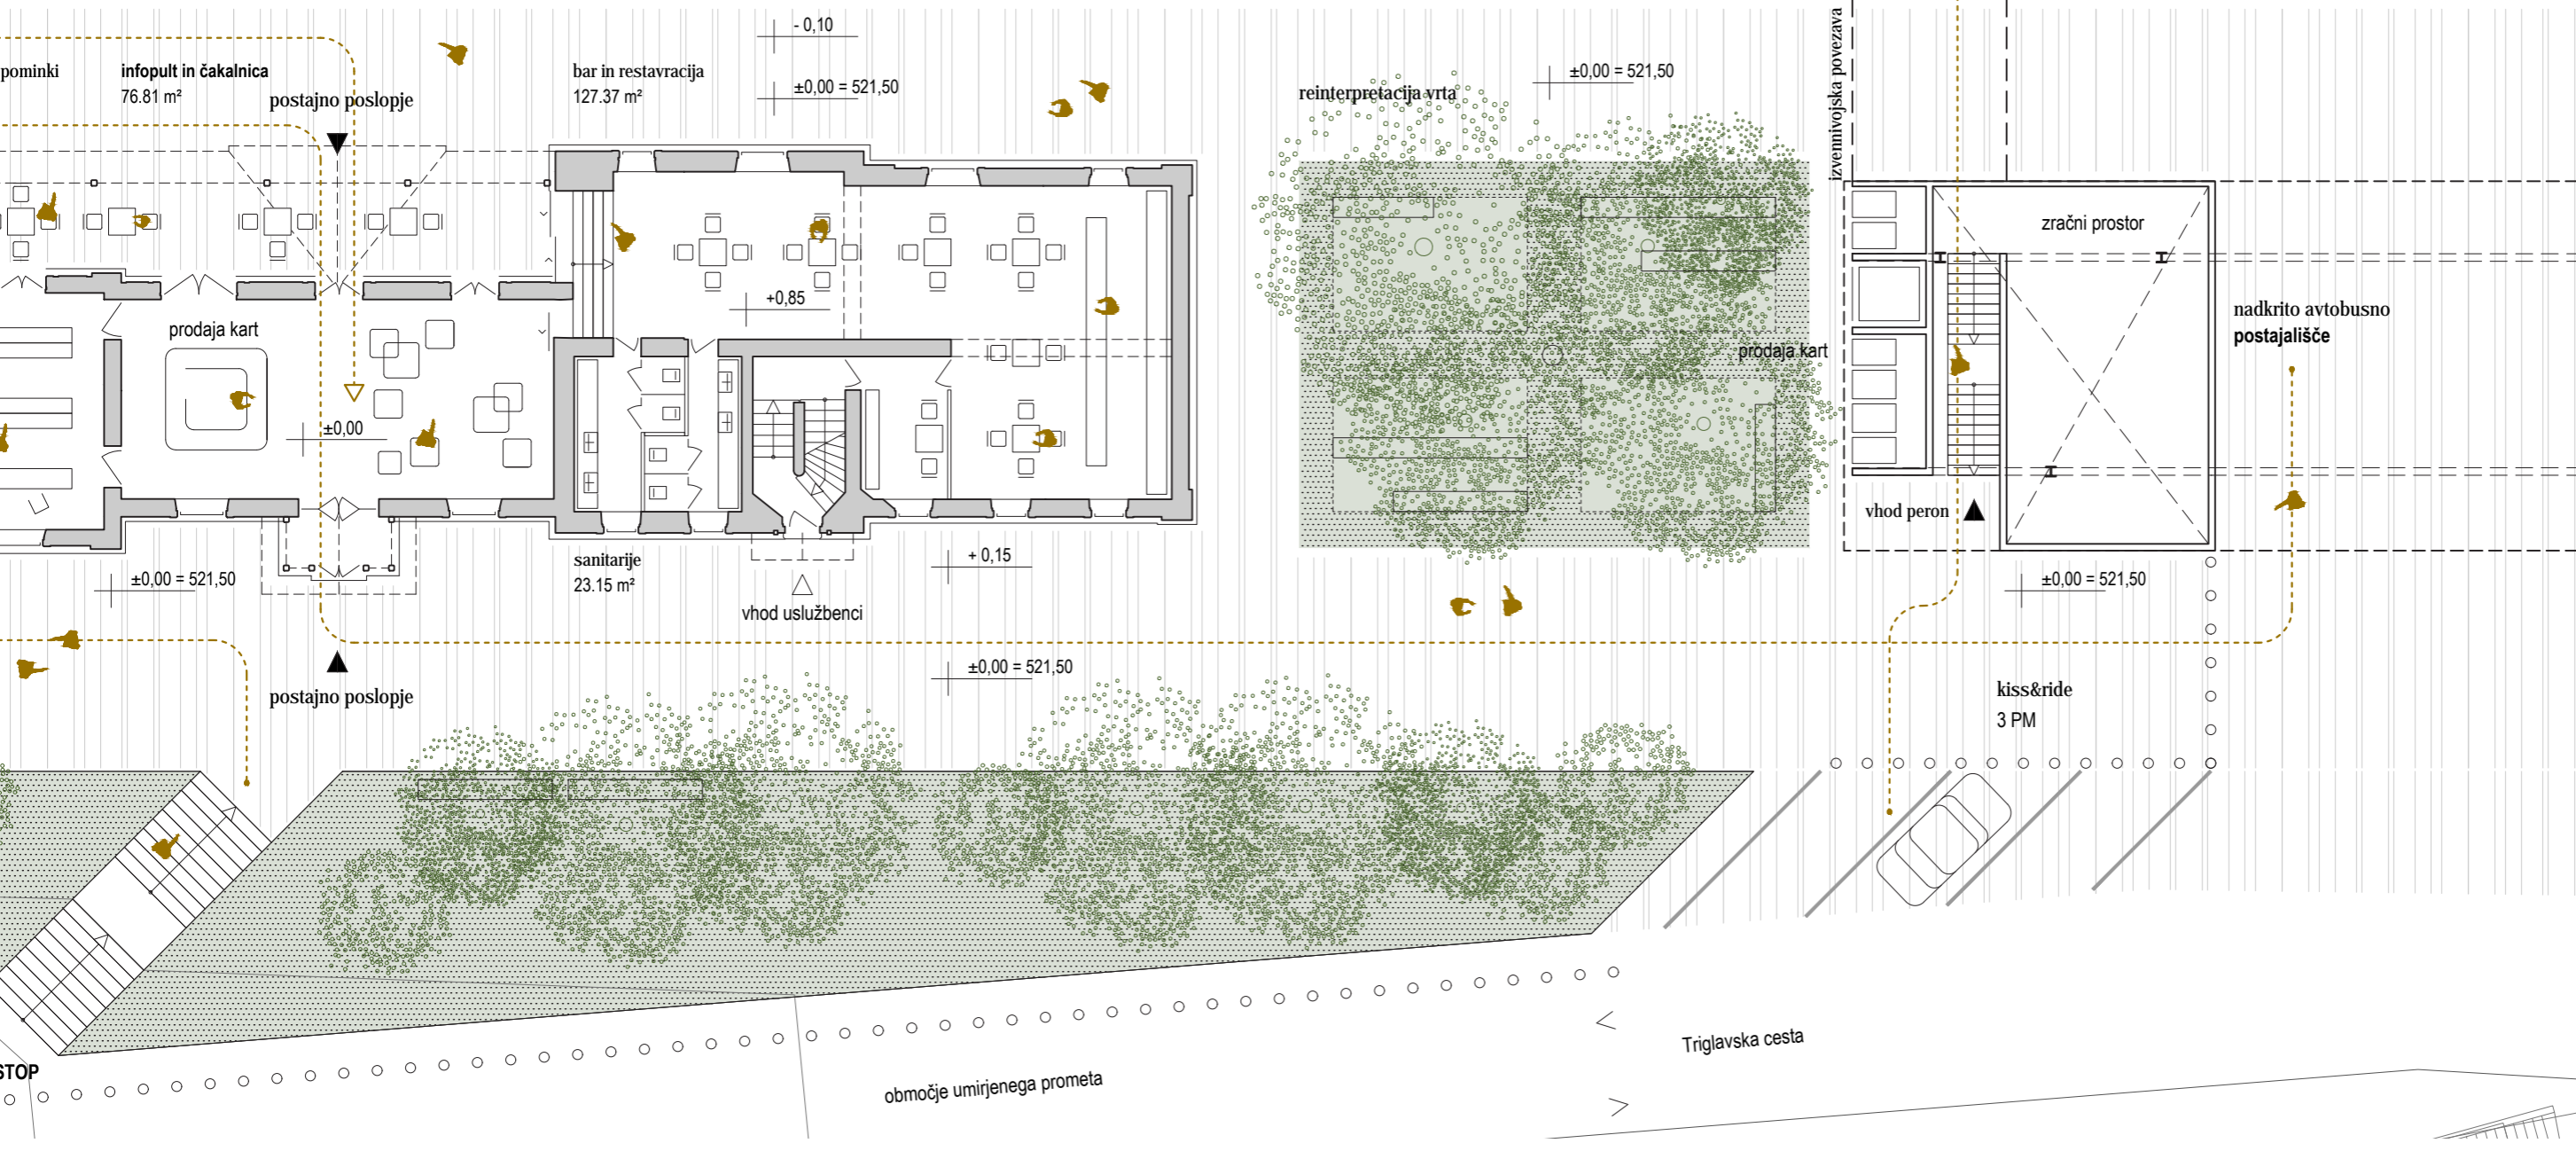 - 0,10
pominki
infopult in čakalnica
76.81 m²
postajno poslopje
bar in restavracija
127.37 m²
±0,00 = 521,50
reinterpretacija vrta
±0,00 = 521,50
izvennivojska povezava
zračni prostor
+0,85
prodaja kart
nadkrito avtobusno
postajališče
prodaja kart
±0,00
vhod peron
±0,00 = 521,50
sanitarije
23.15 m²
vhod uslužbenci
+ 0,15
±0,00 = 521,50
±0,00 = 521,50
postajno poslopje
kiss&ride
3 PM
Triglavska cesta
STOP
območje umirjenega prometa